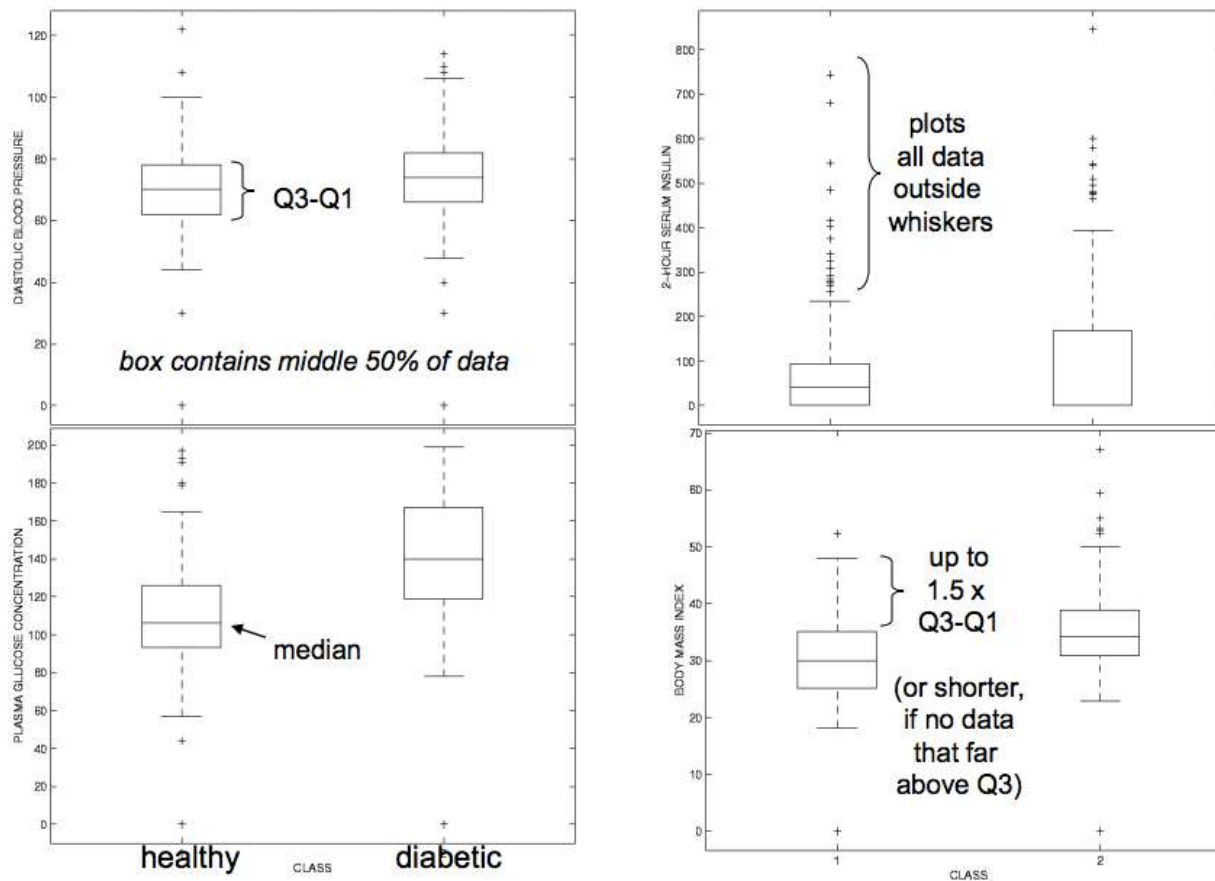 DIASTOLIC BLOOD PRESSURE
120
100
80
60
40
20
0
Q3-Q1
box contains middle 50% of data
2-HOUR SERUM INSULIN
800
700
600
500
400
300
200
100
0
plots
all data
outside
whiskers
PLASMA GLUCOSE CONCENTRATION
200
180
160
140
120
100
80
60
40
20
0
median
healthy
CLASS
diabetic
BODY MASS INDEX
70
60
50
40
30
20
10
0
up to
1.5 x
Q3-Q1
(or shorter,
if no data
that far
above Q3)
1
2
CLASS